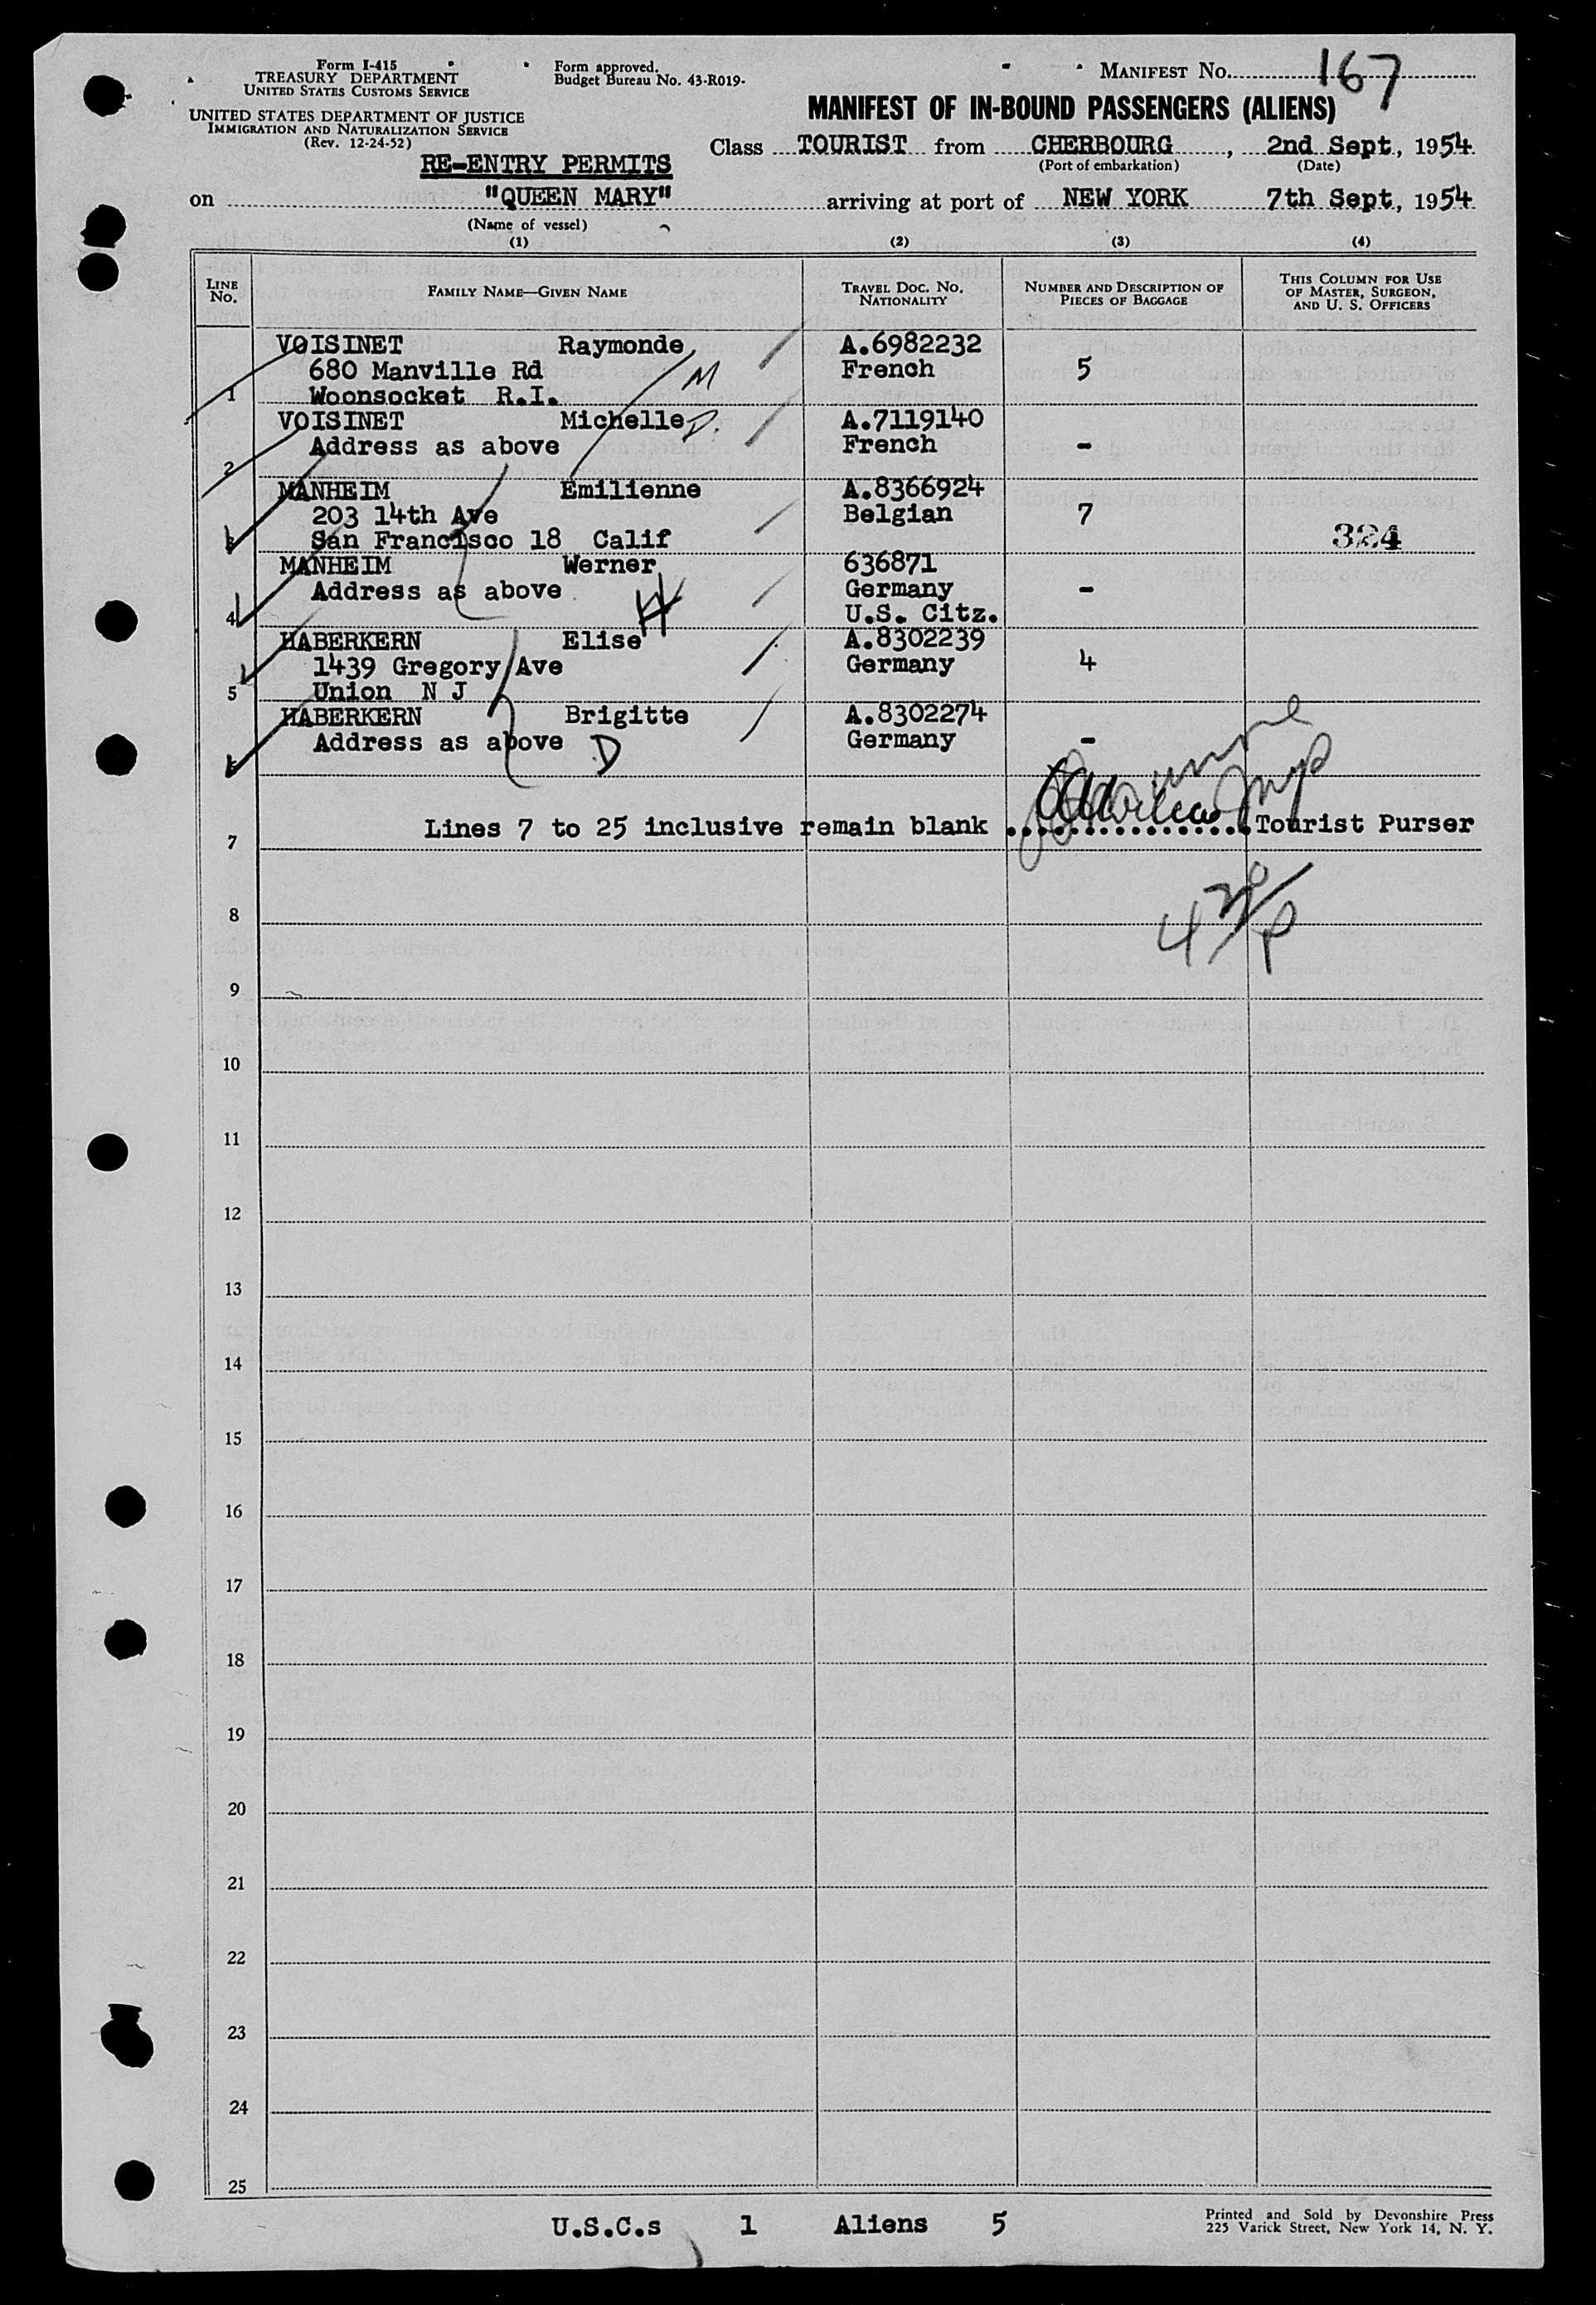 Form I-415
TREASURY DEPARTMENT
UNITED STATES CUSTOMS SERVICE
UNITED STATES DEPARTMENT OF JUSTICE
IMMIGRATION AND NATURALIZATION SERVICE
(Rev. 12-24-52)
Form approved.
Budget Bureau No. 43-R019-
MANIFEST NO. 167
MANIFEST OF IN-BOUND PASSENGERS (ALIENS)
RE-ENTRY PERMITS
Class TOURIST from CHERBOURG, 2nd Sept, 1954
(Port of embarkation) (Date)
on "QUEEN MARY" arriving at port of NEW YORK 7th Sept, 1954
(Name of vessel)
(1) (2) (3) (4)
LINE NO. FAMILY NAME—GIVEN NAME TRAVEL DOC. NO. NATIONALITY NUMBER AND DESCRIPTION OF PIECES OF BAGGAGE THIS COLUMN FOR USE OF MASTER, SURGEON, AND U. S. OFFICERS
VOISINET Raymonde A.6982232
680 Manville Rd M French 5
1 Woonsocket R.I.
VOISINET Michelle D. A.7119140
Address as above French -
2
MANHEIM Emilienne A.8366924
203 14th Ave Belgian 7
3 San Francisco 18 Calif 324
MANHEIM Werner 636871
Address as above H Germany -
4 U.S. Citz.
HABERKERN Elise A.8302239
1439 Gregory Ave Germany 4
5 Union N J
HABERKERN Brigitte A.8302274
Address as above D Germany -
6
Lines 7 to 25 inclusive remain blank Tourist Purser
7
8
9
10
11
12
13
14
15
16
17
18
19
20
21
22
23
24
25
U.S.C.s 1 Aliens 5
Printed and Sold by Devonshire Press
225 Varick Street, New York 14, N. Y.